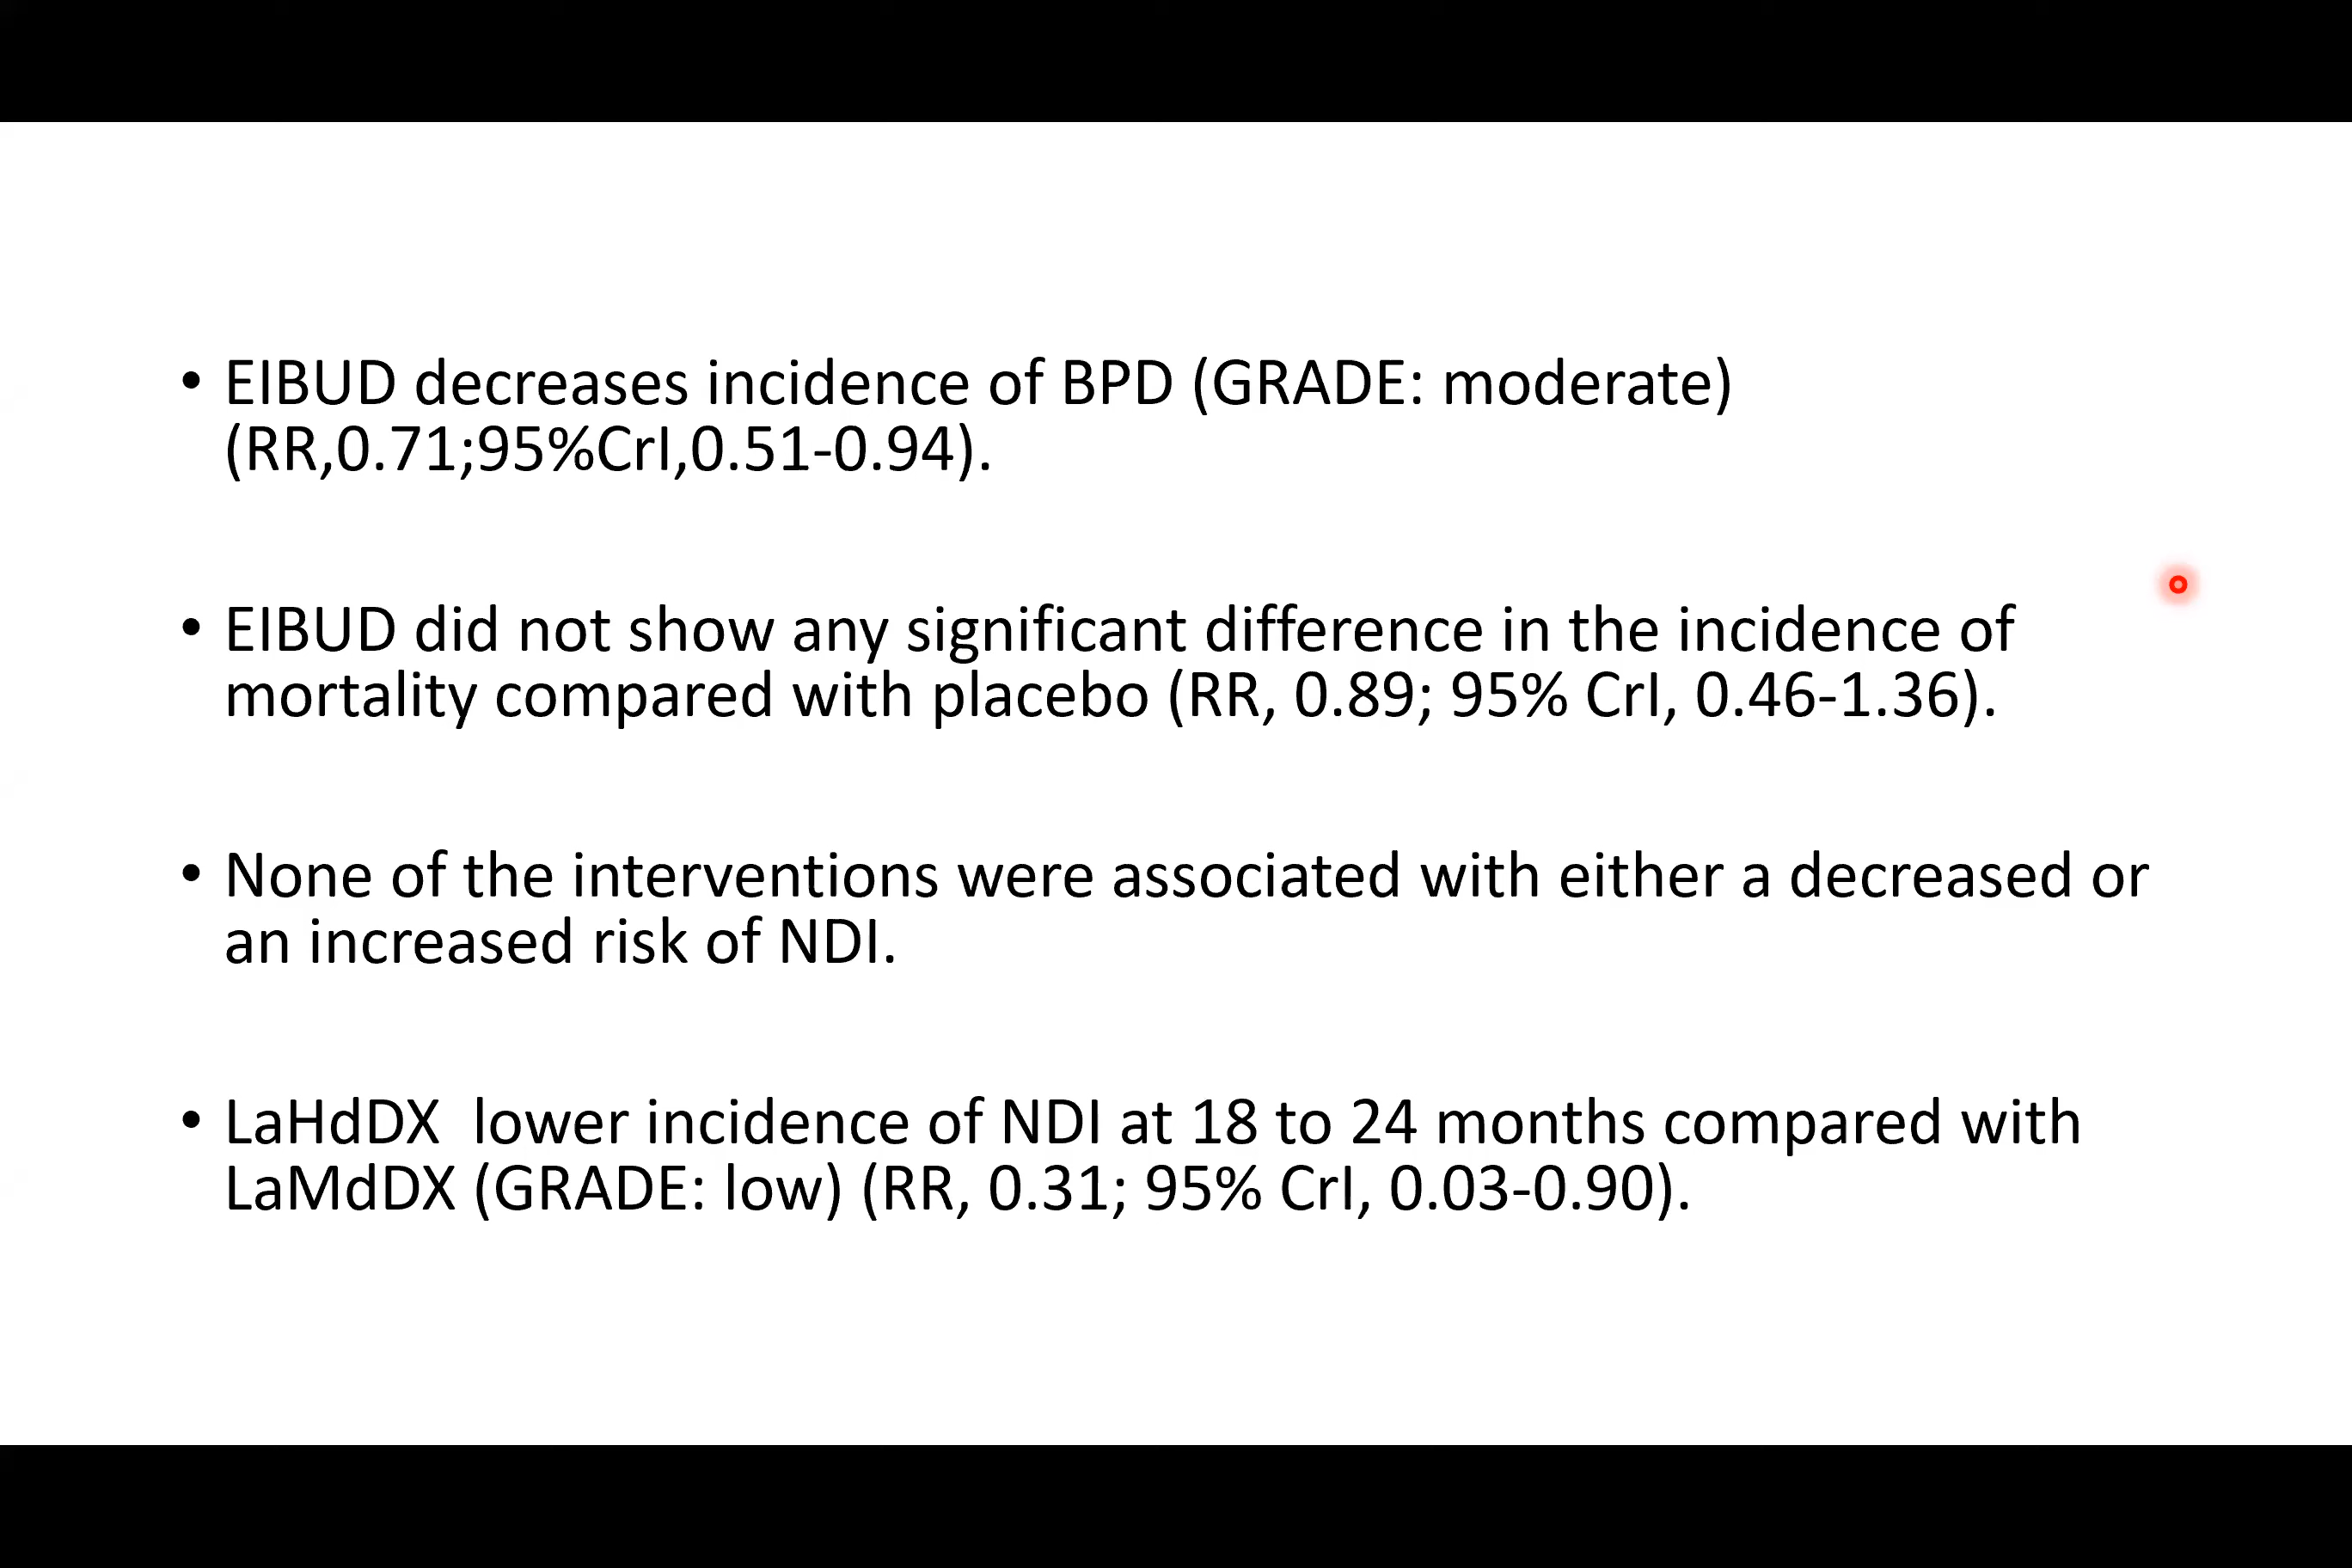 • EIBUD decreases incidence of BPD (GRADE: moderate)
(RR,0.71;95%CrI,0.51-0.94).
• EIBUD did not show any significant difference in the incidence of
mortality compared with placebo (RR, 0.89; 95% CrI, 0.46-1.36).
• None of the interventions were associated with either a decreased or
an increased risk of NDI.
• LaHdDX  lower incidence of NDI at 18 to 24 months compared with
LaMdDX (GRADE: low) (RR, 0.31; 95% CrI, 0.03-0.90).